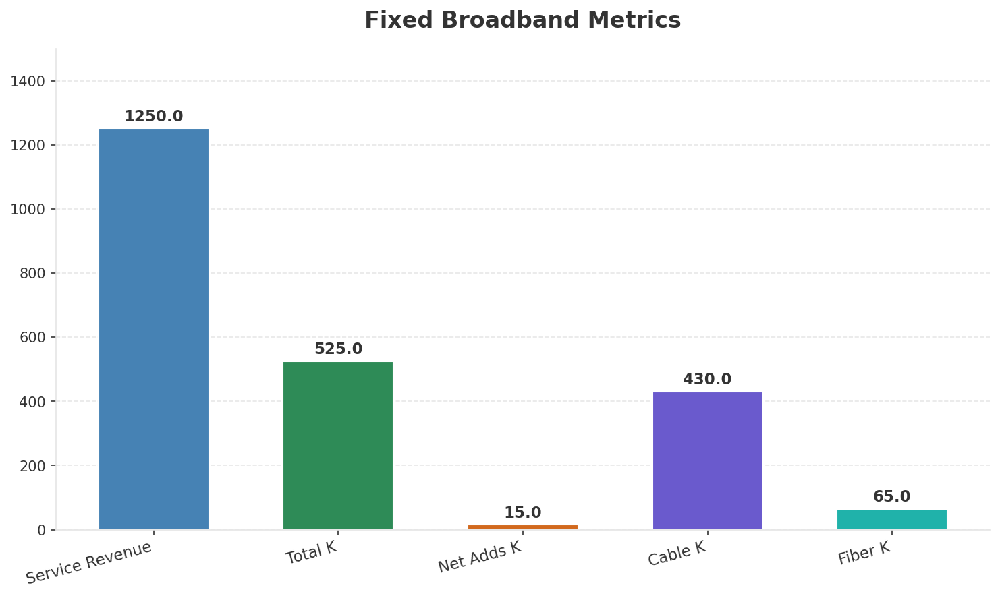 Fixed Broadband Metrics
1400
1200
1000
800
600
400
200
0
1250.0
525.0
15.0
430.0
65.0
Service Revenue
Total K
Net Adds K
Cable K
Fiber K